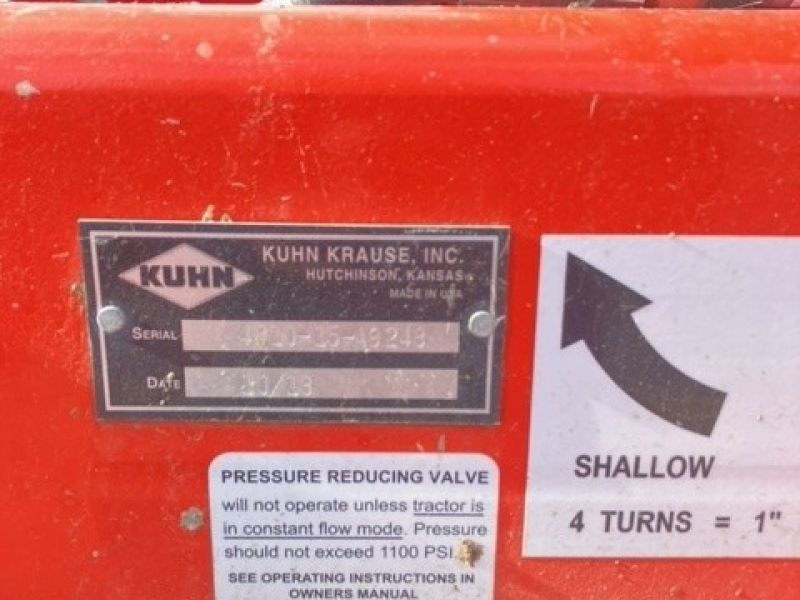 KUHN
KUHN KRAUSE, INC.
HUTCHINSON, KANSAS
MADE IN USA
SERIAL
DATE 10/18
PRESSURE REDUCING VALVE
will not operate unless tractor is
in constant flow mode. Pressure
should not exceed 1100 PSI.
SEE OPERATING INSTRUCTIONS IN
OWNERS MANUAL
SHALLOW
4 TURNS = 1"